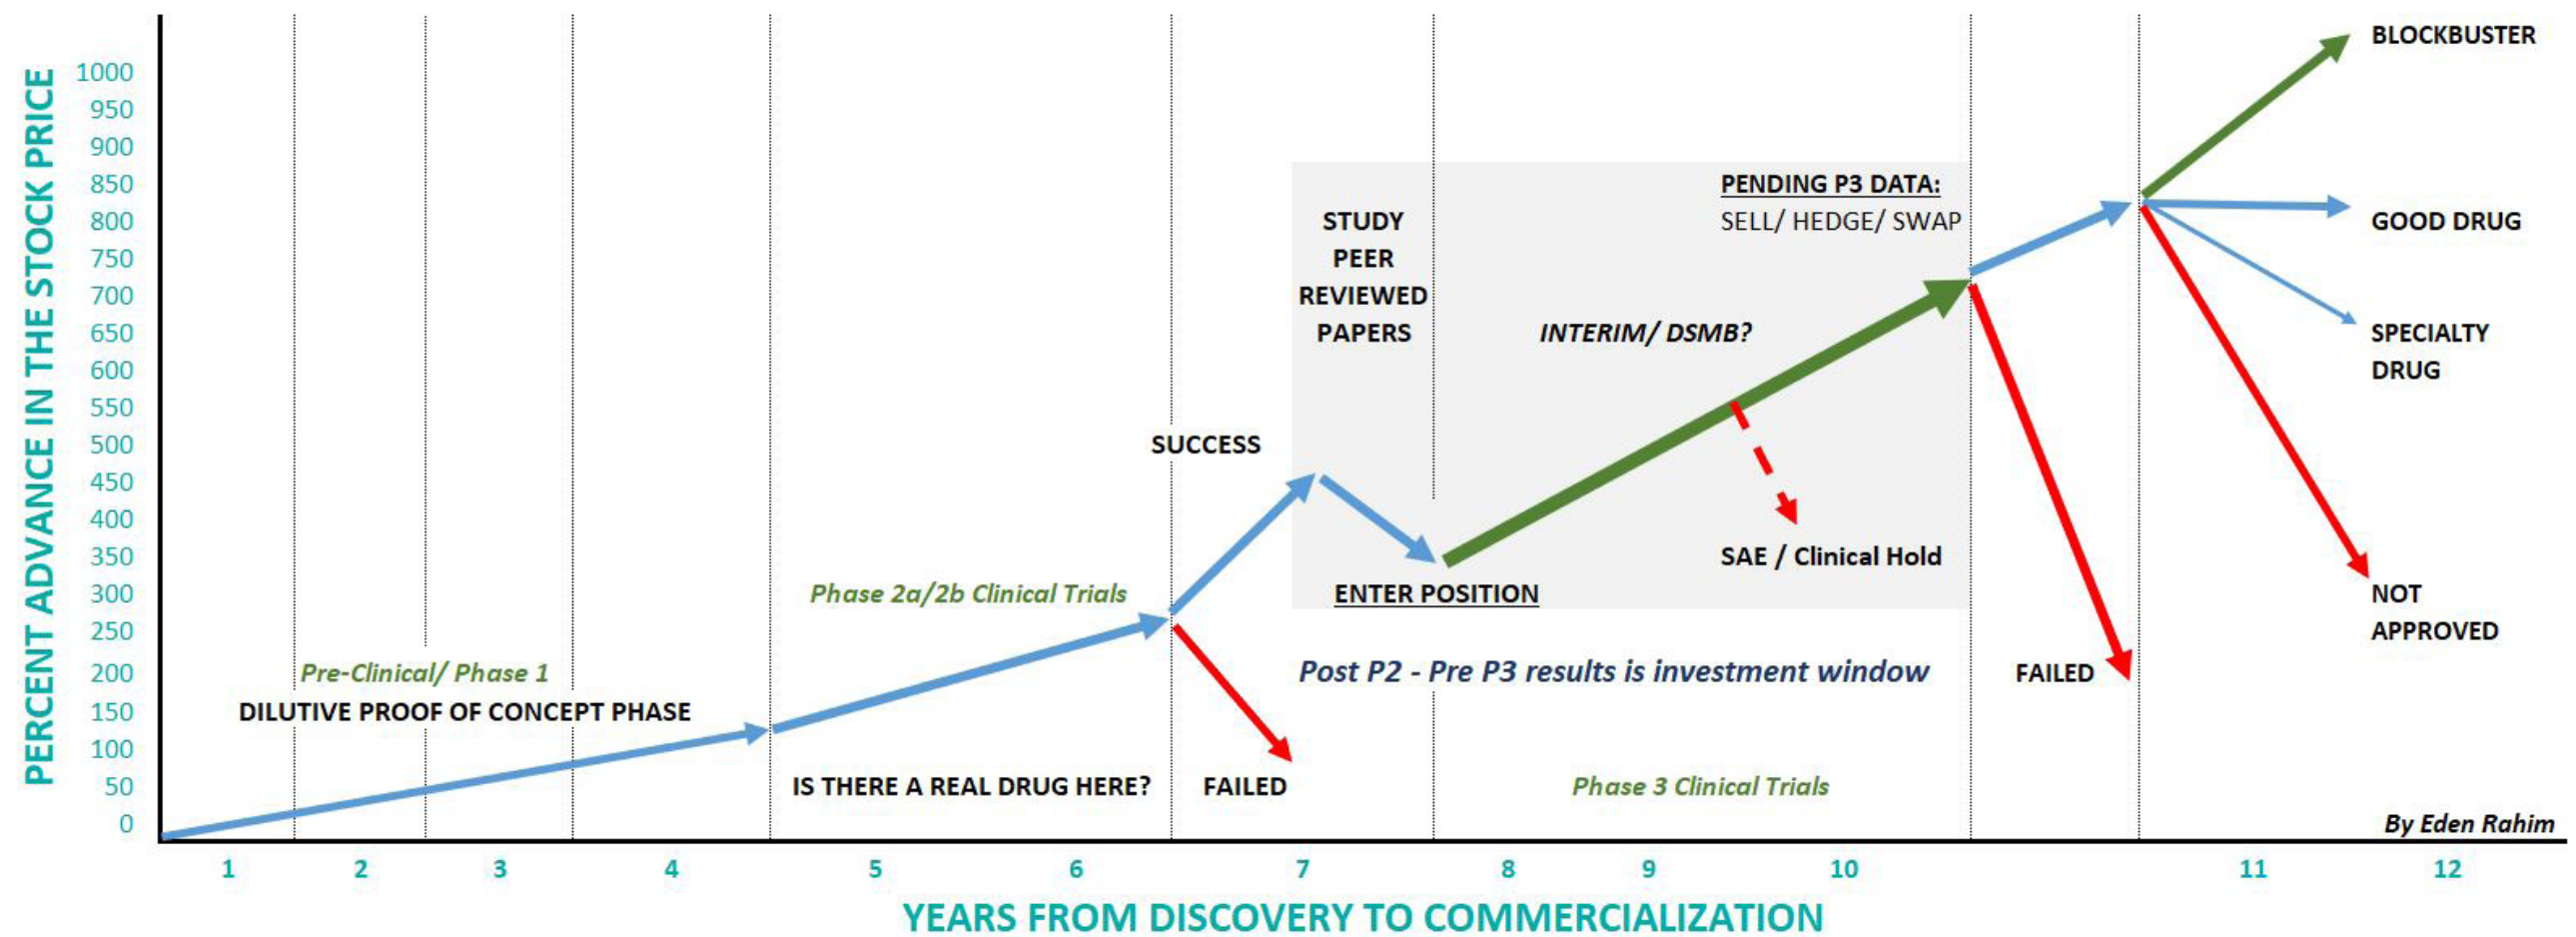 PERCENT ADVANCE IN THE STOCK PRICE
1000
950
900
850
800
750
700
650
600
550
500
450
400
350
300
250
200
150
100
50
0
Pre-Clinical/ Phase 1
DILUTIVE PROOF OF CONCEPT PHASE
Phase 2a/2b Clinical Trials
IS THERE A REAL DRUG HERE?
SUCCESS
FAILED
STUDY
PEER
REVIEWED
PAPERS
ENTER POSITION
PENDING P3 DATA:
SELL/ HEDGE/ SWAP
INTERIM/ DSMB?
SAE / Clinical Hold
Post P2 - Pre P3 results is investment window
Phase 3 Clinical Trials
FAILED
BLOCKBUSTER
GOOD DRUG
SPECIALTY
DRUG
NOT
APPROVED
By Eden Rahim
1 2 3 4 5 6 7 8 9 10 11 12
YEARS FROM DISCOVERY TO COMMERCIALIZATION